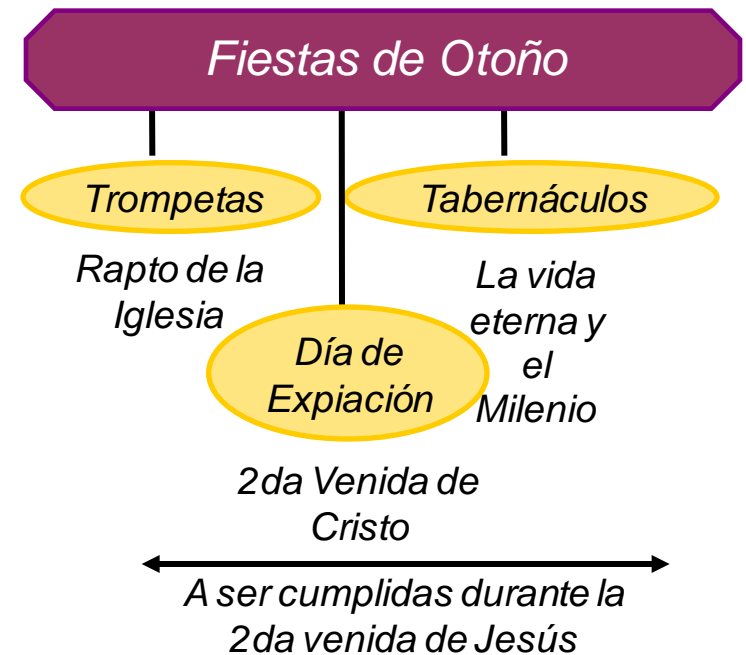 Fiestas de Otoño
Trompetas
Rapto de la
Iglesia
Día de
Expiación
2da Venida de
Cristo
Tabernáculos
La vida
eterna y
el
Milenio
A ser cumplidas durante la
2da venida de Jesús